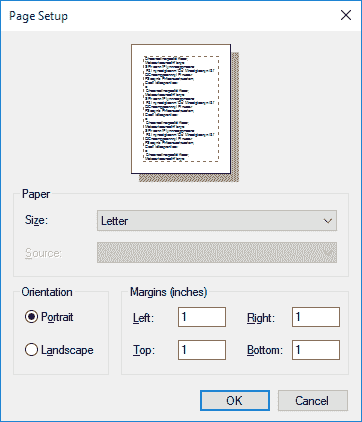 Page Setup
Paper
Size:
Letter
Source:
Orientation
Portrait
Landscape
Margins (inches)
Left: 1 Right: 1
Top: 1 Bottom: 1
OK Cancel